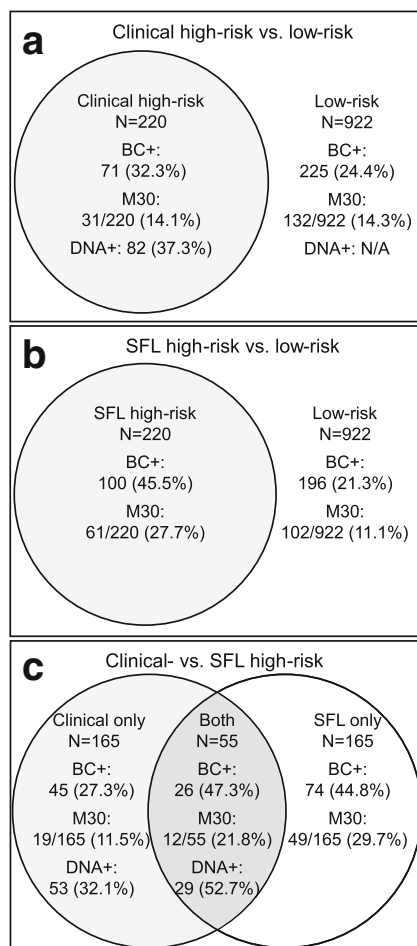 a
Clinical high-risk vs. low-risk
Clinical high-risk
N=220
BC+:
71 (32.3%)
M30:
31/220 (14.1%)
DNA+: 82 (37.3%)
Low-risk
N=922
BC+:
225 (24.4%)
M30:
132/922 (14.3%)
DNA+: N/A
b
SFL high-risk vs. low-risk
SFL high-risk
N=220
BC+:
100 (45.5%)
M30:
61/220 (27.7%)
Low-risk
N=922
BC+:
196 (21.3%)
M30:
102/922 (11.1%)
c
Clinical- vs. SFL high-risk
Clinical only
N=165
BC+:
45 (27.3%)
M30:
19/165 (11.5%)
DNA+:
53 (32.1%)
Both
N=55
BC+:
26 (47.3%)
M30:
12/55 (21.8%)
DNA+:
29 (52.7%)
SFL only
N=165
BC+:
74 (44.8%)
M30:
49/165 (29.7%)